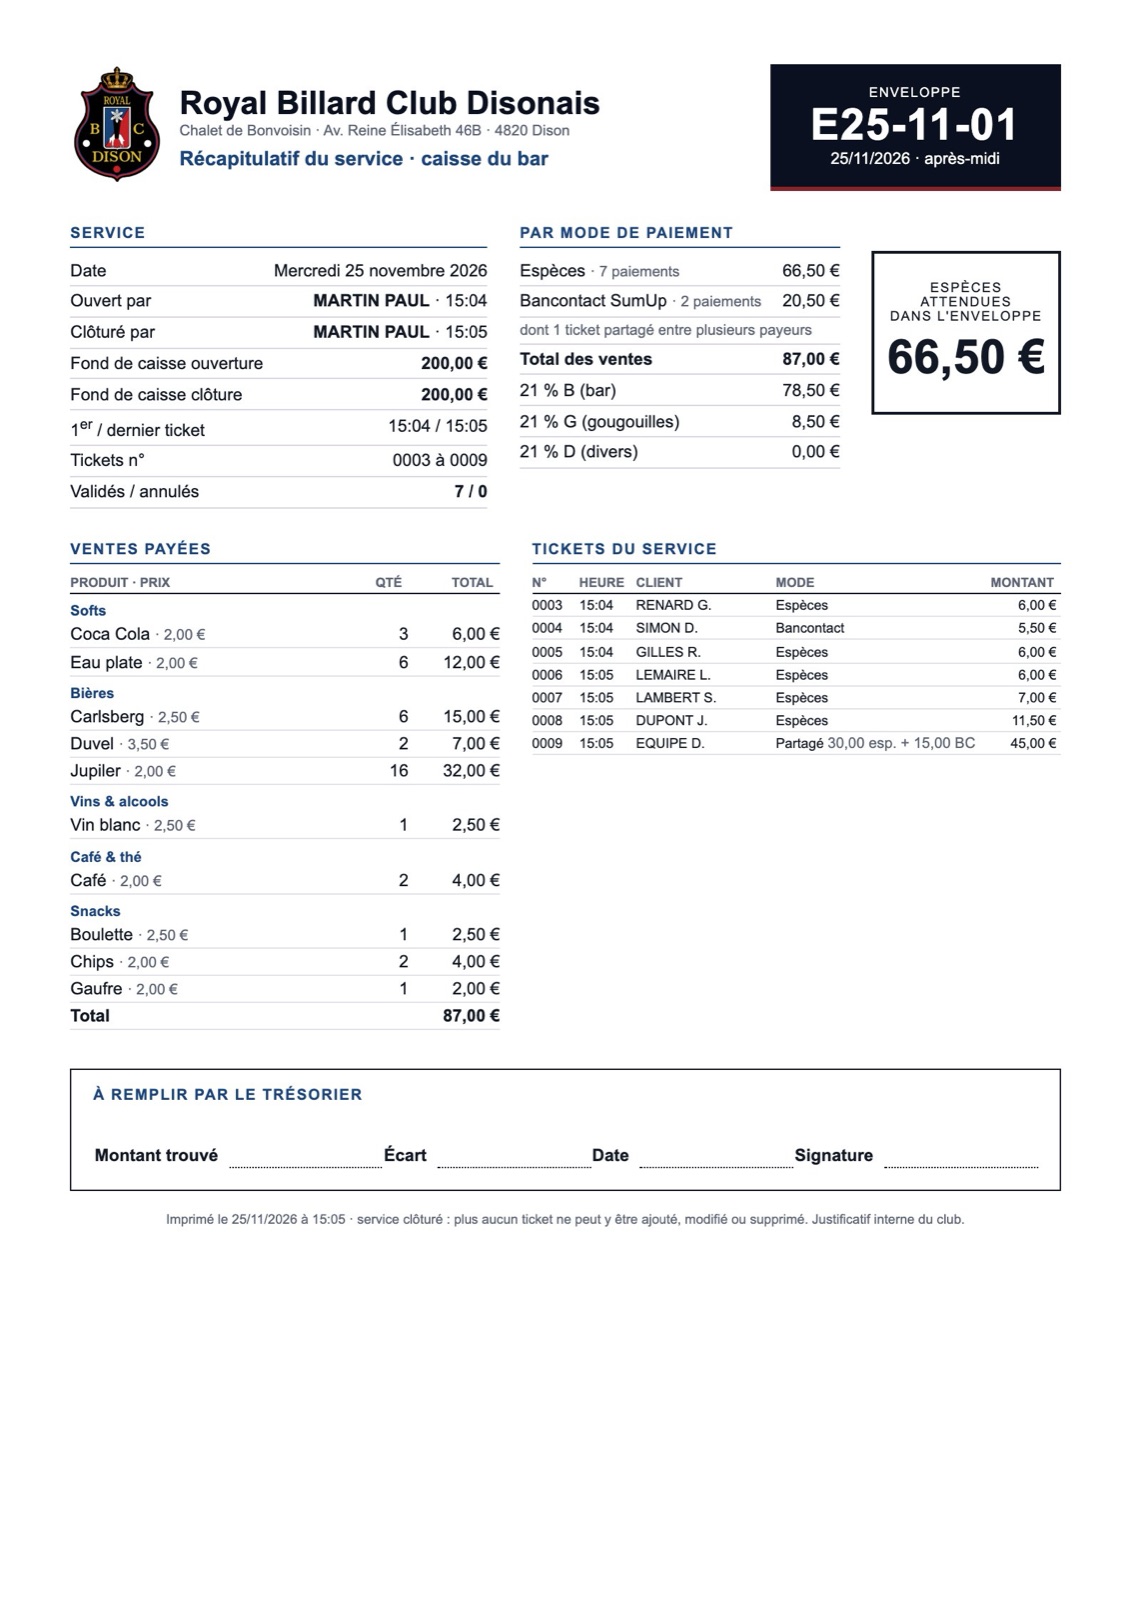 ROYAL
B C
DISON
Royal Billard Club Disonais
Chalet de Bonvoisin · Av. Reine Élisabeth 46B · 4820 Dison
Récapitulatif du service · caisse du bar
ENVELOPPE
E25-11-01
25/11/2026 · après-midi
SERVICE
Date Mercredi 25 novembre 2026
Ouvert par MARTIN PAUL · 15:04
Clôturé par MARTIN PAUL · 15:05
Fond de caisse ouverture 200,00 €
Fond de caisse clôture 200,00 €
1er / dernier ticket 15:04 / 15:05
Tickets n° 0003 à 0009
Validés / annulés 7 / 0
PAR MODE DE PAIEMENT
Espèces · 7 paiements 66,50 €
Bancontact SumUp · 2 paiements 20,50 €
dont 1 ticket partagé entre plusieurs payeurs
Total des ventes 87,00 €
21 % B (bar) 78,50 €
21 % G (gougouilles) 8,50 €
21 % D (divers) 0,00 €
ESPÈCES
ATTENDUES
DANS L'ENVELOPPE
66,50 €
VENTES PAYÉES
PRODUIT · PRIX QTÉ TOTAL
Softs
Coca Cola · 2,00 € 3 6,00 €
Eau plate · 2,00 € 6 12,00 €
Bières
Carlsberg · 2,50 € 6 15,00 €
Duvel · 3,50 € 2 7,00 €
Jupiler · 2,00 € 16 32,00 €
Vins & alcools
Vin blanc · 2,50 € 1 2,50 €
Café & thé
Café · 2,00 € 2 4,00 €
Snacks
Boulette · 2,50 € 1 2,50 €
Chips · 2,00 € 2 4,00 €
Gaufre · 2,00 € 1 2,00 €
Total 87,00 €
TICKETS DU SERVICE
N° HEURE CLIENT MODE MONTANT
0003 15:04 RENARD G. Espèces 6,00 €
0004 15:04 SIMON D. Bancontact 5,50 €
0005 15:04 GILLES R. Espèces 6,00 €
0006 15:05 LEMAIRE L. Espèces 6,00 €
0007 15:05 LAMBERT S. Espèces 7,00 €
0008 15:05 DUPONT J. Espèces 11,50 €
0009 15:05 EQUIPE D. Partagé 30,00 esp. + 15,00 BC 45,00 €
À REMPLIR PAR LE TRÉSORIER
Montant trouvé Écart Date Signature
Imprimé le 25/11/2026 à 15:05 · service clôturé : plus aucun ticket ne peut y être ajouté, modifié ou supprimé. Justificatif interne du club.